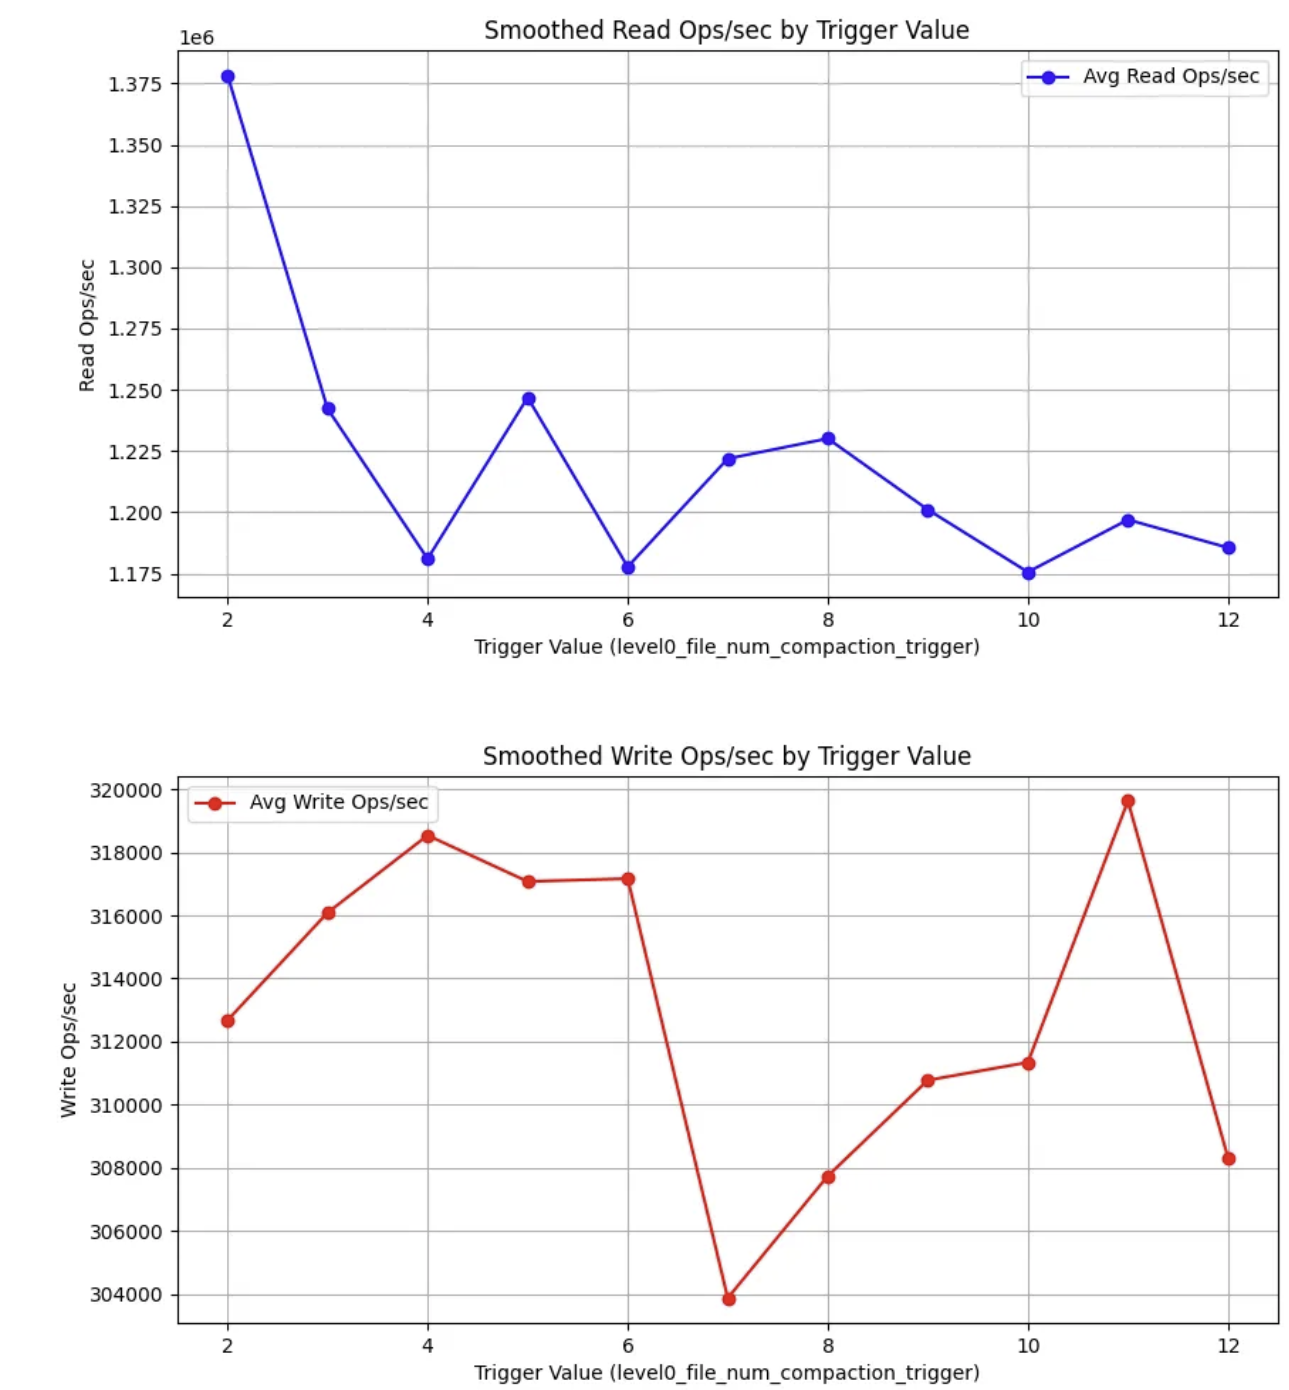 Smoothed Read Ops/sec by Trigger Value
1e6
Avg Read Ops/sec
1.375
1.350
1.325
1.300
1.275
1.250
1.225
1.200
1.175
Read Ops/sec
2 4 6 8 10 12
Trigger Value (level0_file_num_compaction_trigger)
Smoothed Write Ops/sec by Trigger Value
Avg Write Ops/sec
320000
318000
316000
314000
312000
310000
308000
306000
304000
Write Ops/sec
2 4 6 8 10 12
Trigger Value (level0_file_num_compaction_trigger)